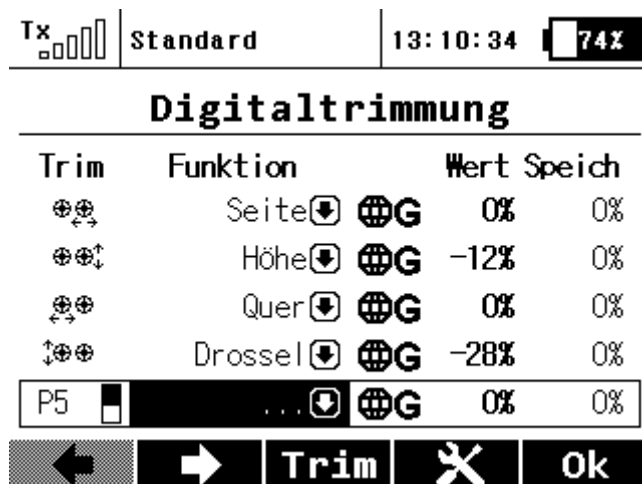 Tx Standard 13:10:34 74%
Digitaltrimmung
Trim Funktion Wert Speich
Seite G 0% 0%
Höhe G -12% 0%
Quer G 0% 0%
Drossel G -28% 0%
P5 ... G 0% 0%
Trim Ok